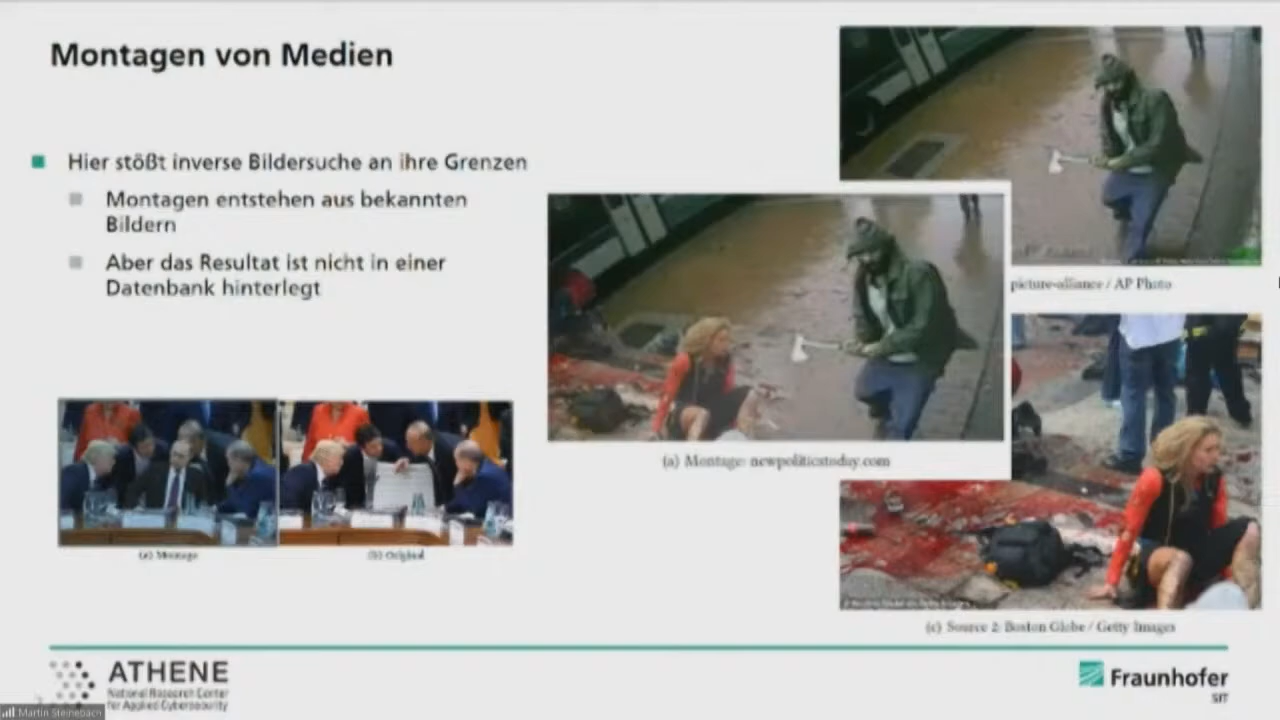 Montagen von Medien
Hier stößt inverse Bildersuche an ihre Grenzen
Montagen entstehen aus bekannten
Bildern
Aber das Resultat ist nicht in einer
Datenbank hinterlegt
picture-alliance / AP Photo
(a) Montage: newpoliticstoday.com
(a) Montage
(b) Original
(c) Source 2: Boston Globe / Getty Images
ATHENE
National Research Center
for Applied Cybersecurity
Fraunhofer
SIT
Martin Steinebach